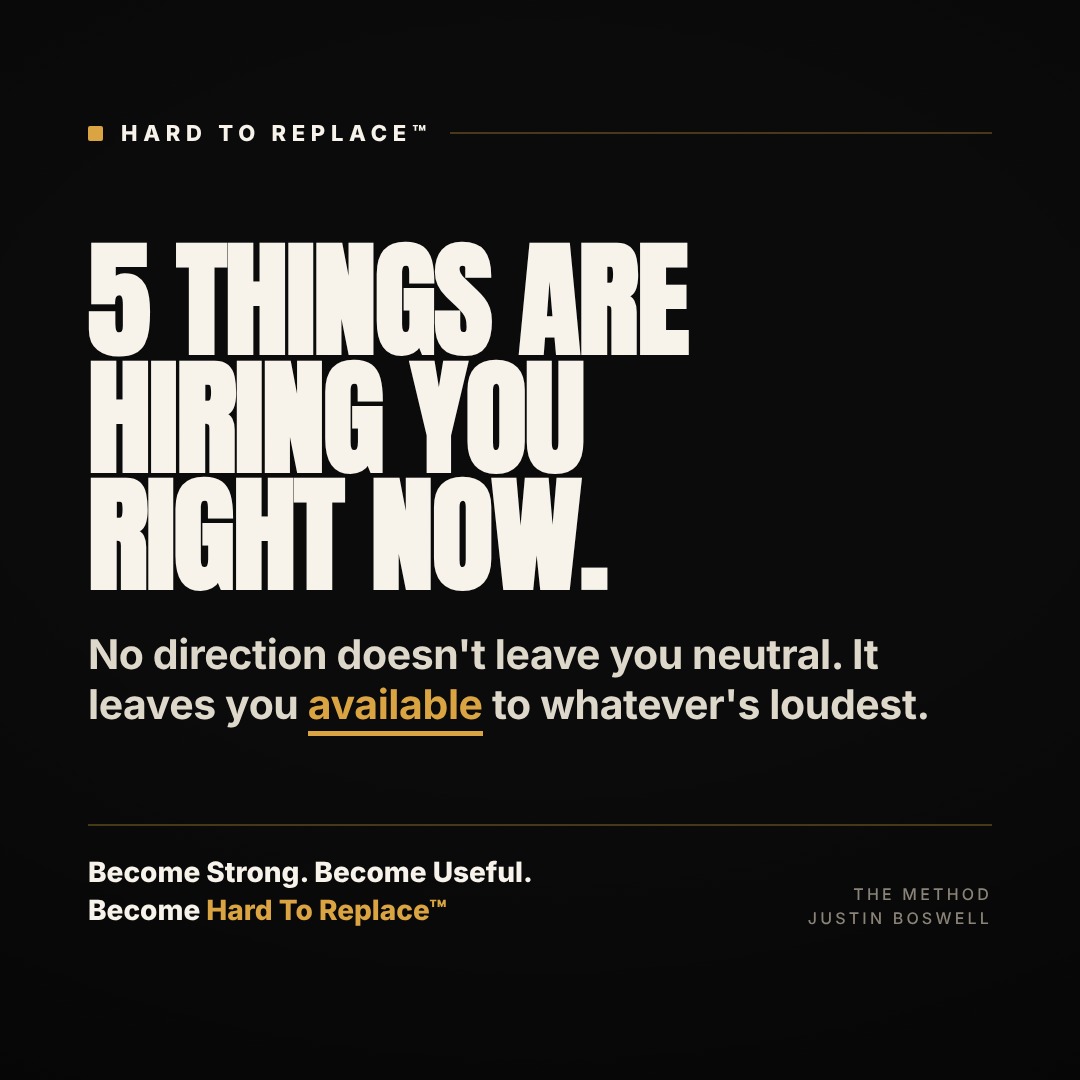 HARD TO REPLACE™
5 THINGS ARE
HIRING YOU
RIGHT NOW.
No direction doesn't leave you neutral. It
leaves you available to whatever's loudest.
Become Strong. Become Useful.
Become Hard To Replace™
THE METHOD
JUSTIN BOSWELL